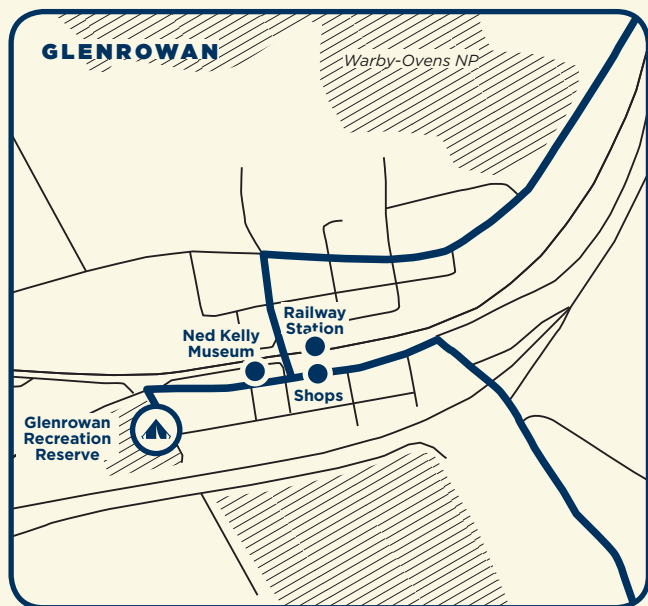 GLENROWAN
Warby-Ovens NP
Railway
Station
Ned Kelly
Museum
Shops
Glenrowan
Recreation
Reserve